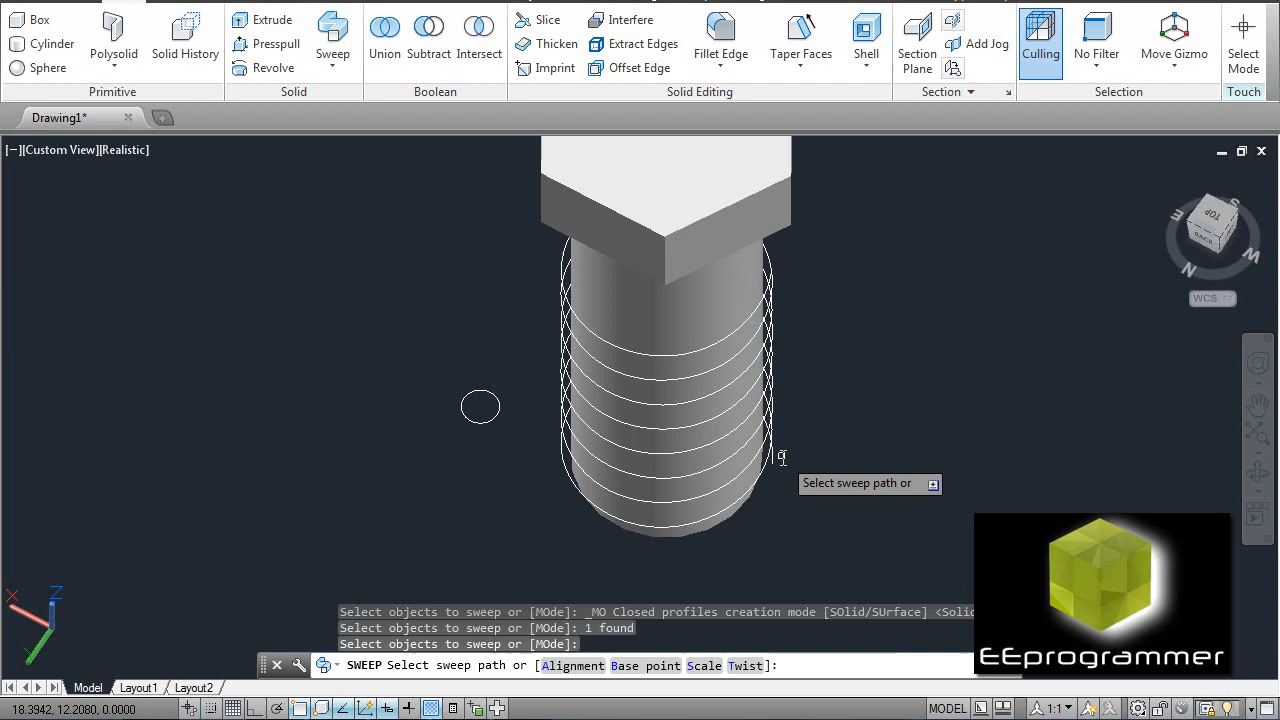 Box
Cylinder
Sphere
Polysolid
Solid History
Primitive
Extrude
Presspull
Revolve
Sweep
Solid
Union
Subtract
Intersect
Boolean
Slice
Thicken
Imprint
Interfere
Extract Edges
Offset Edge
Fillet Edge
Taper Faces
Shell
Solid Editing
Section
Plane
Add Jog
Section
Culling
No Filter
Move Gizmo
Selection
Select
Mode
Touch
Drawing1*
[−][Custom View][Realistic]
TOP
BACK
S
E
W
N
WCS
Select sweep path or
X
Z
Y
Select objects to sweep or [MOde]: _MO Closed profiles creation mode [SOlid/SUrface] <Solid
Select objects to sweep or [MOde]: 1 found
Select objects to sweep or [MOde]:
SWEEP Select sweep path or [Alignment Base point Scale Twist]:
EEprogrammer
Model
Layout1
Layout2
18.3942, 12.2080, 0.0000
MODEL
1:1